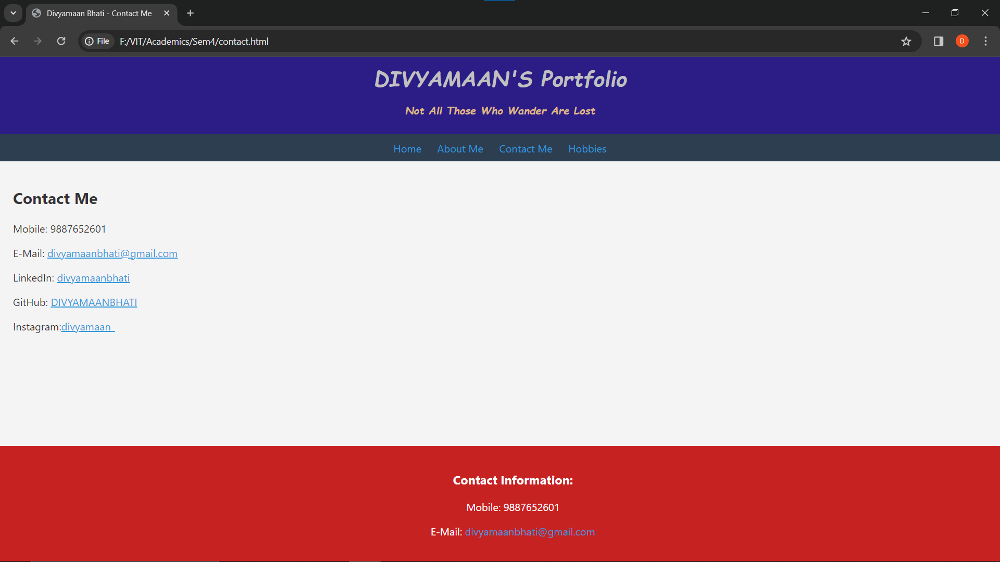 Divyamaan Bhati - Contact Me
File F:/VIT/Academics/Sem4/contact.html
D
DIVYAMAAN'S Portfolio
Not All Those Who Wander Are Lost
Home About Me Contact Me Hobbies
Contact Me
Mobile: 9887652601
E-Mail: divyamaanbhati@gmail.com
LinkedIn: divyamaanbhati
GitHub: DIVYAMAANBHATI
Instagram:divyamaan_
Contact Information:
Mobile: 9887652601
E-Mail: divyamaanbhati@gmail.com